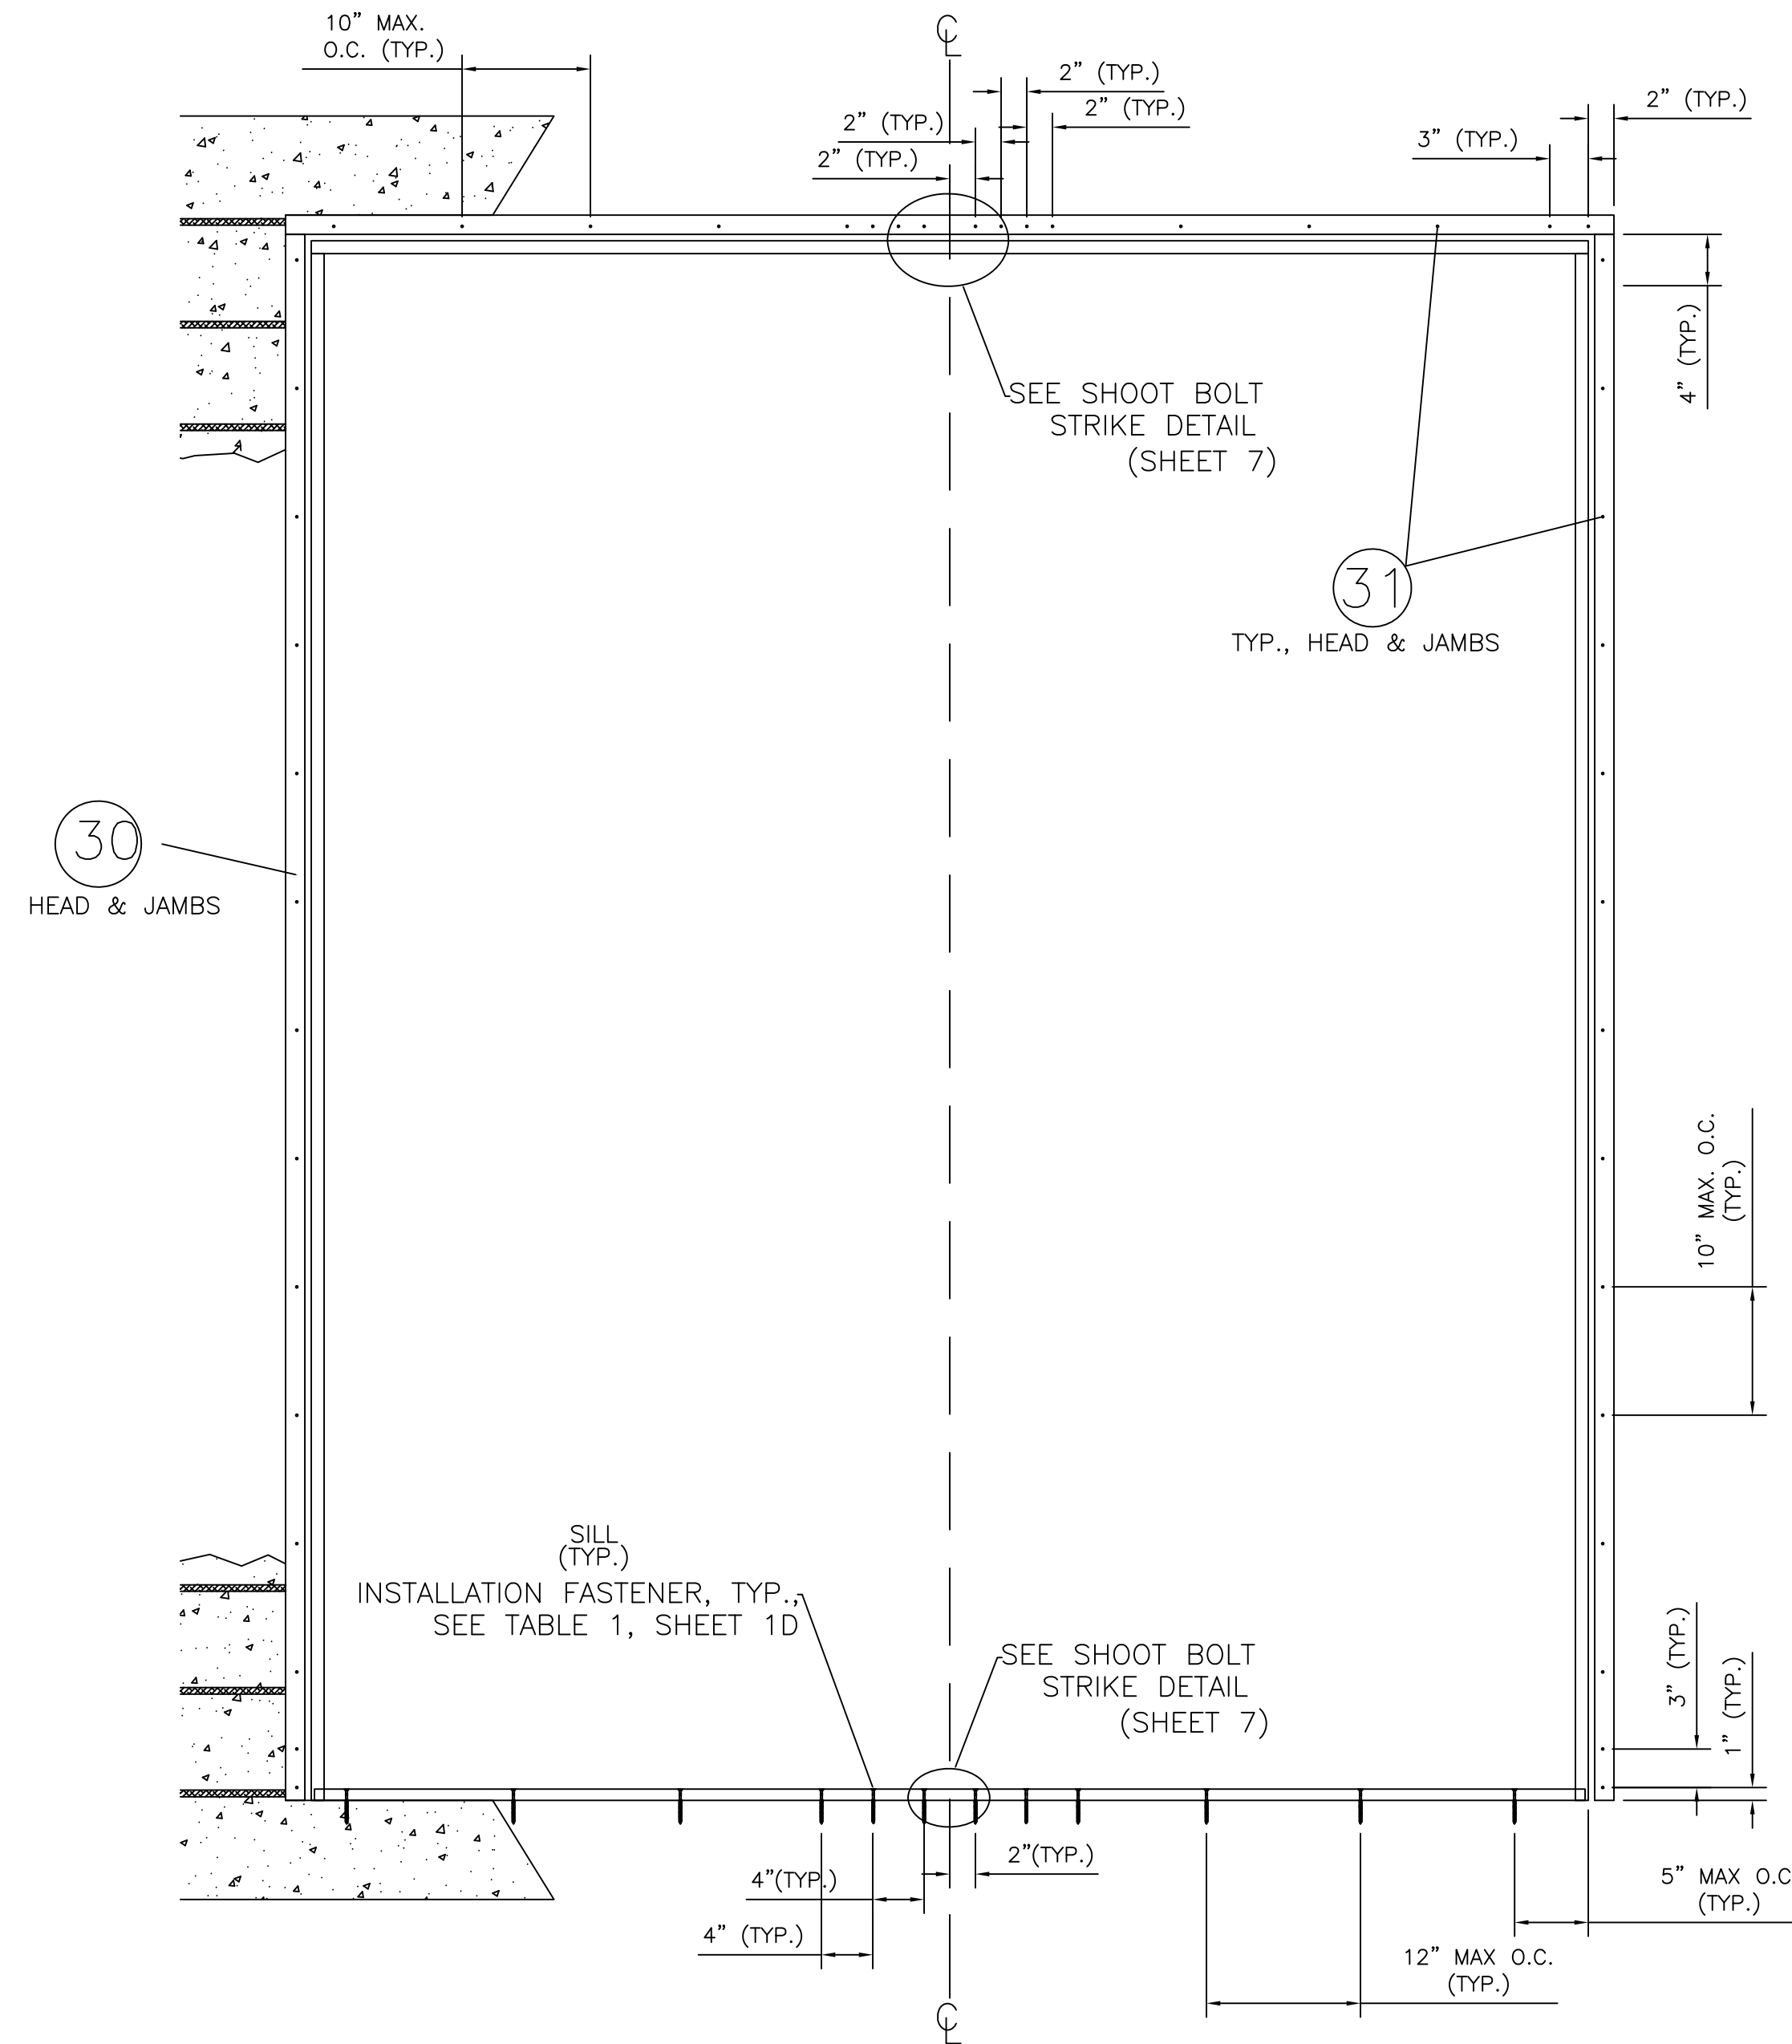 10” MAX.
O.C. (TYP.)
℄
2” (TYP.)
2” (TYP.)
2” (TYP.)
2” (TYP.)
2” (TYP.)
3” (TYP.)
4” (TYP.)
SEE SHOOT BOLT
STRIKE DETAIL
(SHEET 7)
31
TYP., HEAD & JAMBS
30
HEAD & JAMBS
10” MAX. O.C.
(TYP.)
SILL
(TYP.)
INSTALLATION FASTENER, TYP.,
SEE TABLE 1, SHEET 1D
SEE SHOOT BOLT
STRIKE DETAIL
(SHEET 7)
3” (TYP.)
1” (TYP.)
2”(TYP.)
4”(TYP.)
4” (TYP.)
5” MAX O.C
(TYP.)
12” MAX O.C.
(TYP.)
℄